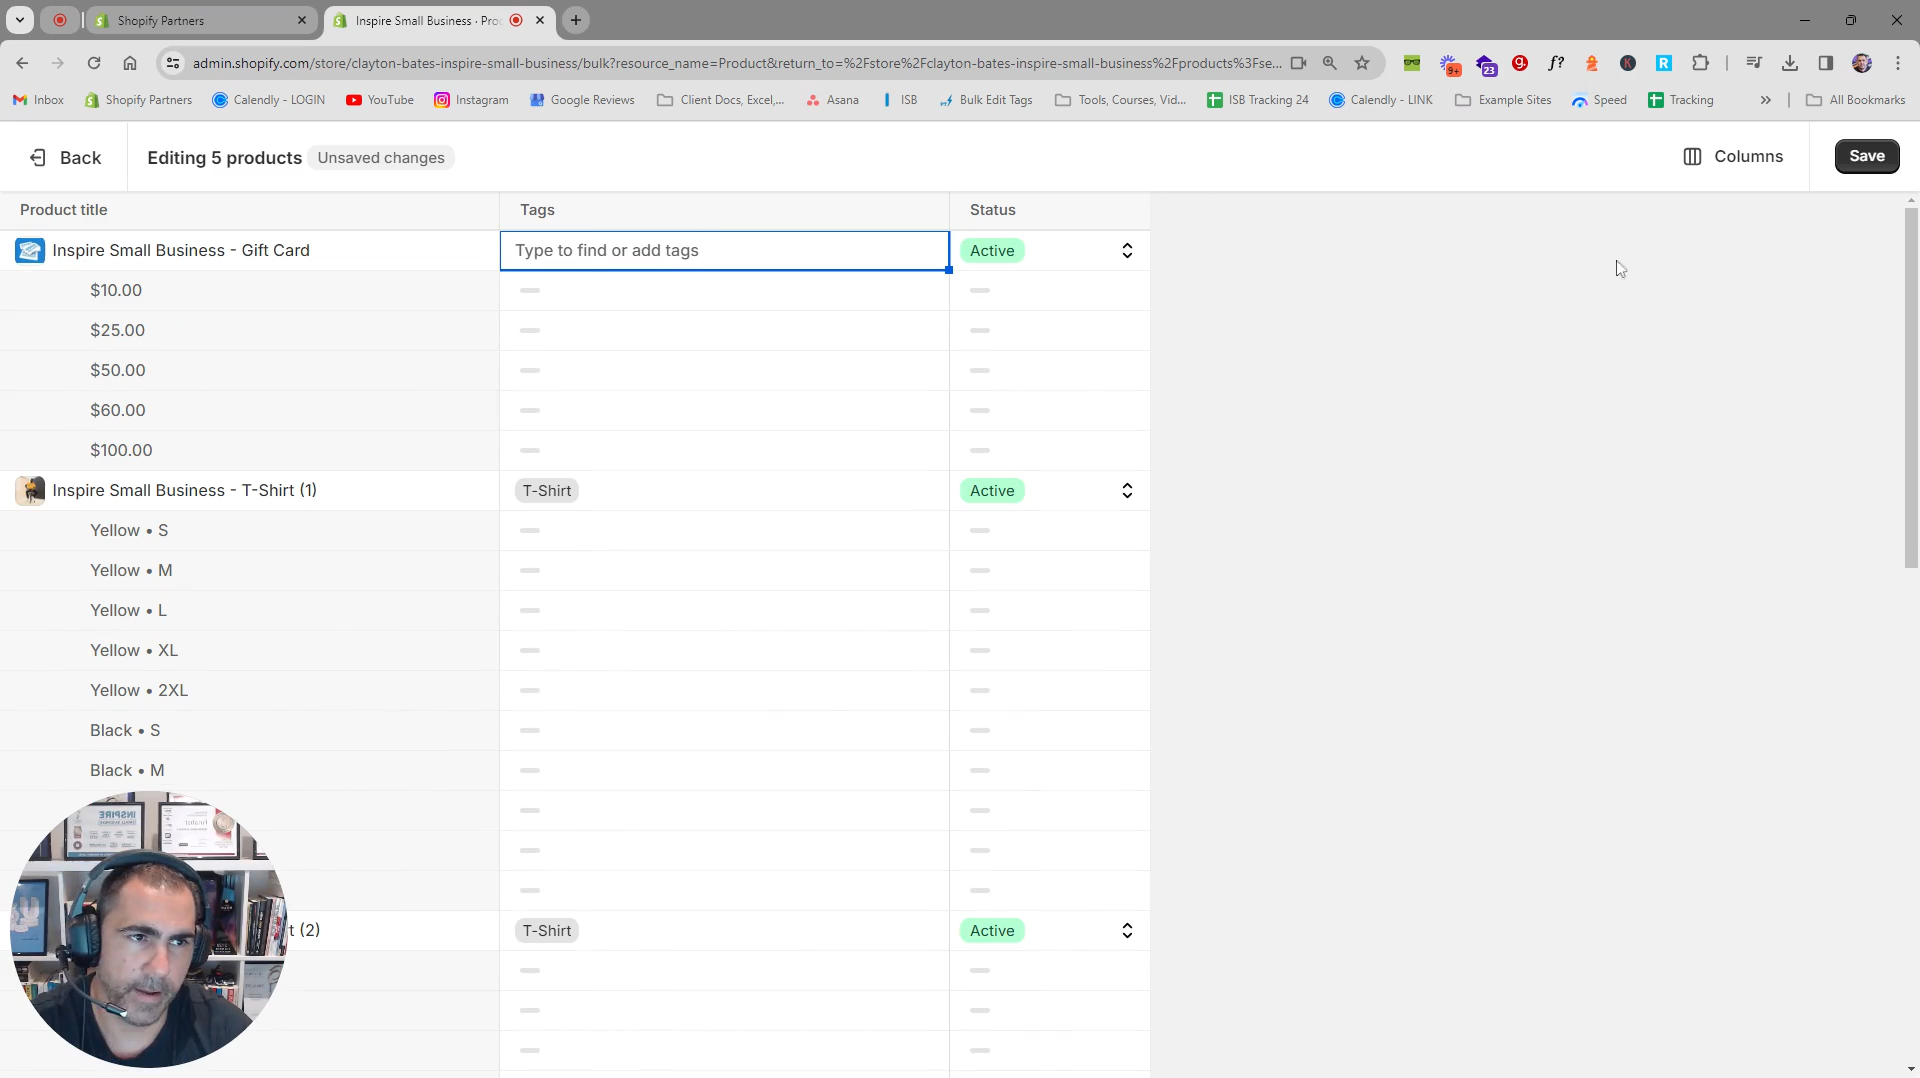 Shopify Partners
Inspire Small Business · Pro
admin.shopify.com/store/clayton-bates-inspire-small-business/bulk?resource_name=Product&return_to=%2Fstore%2Fclayton-bates-inspire-small-business%2Fproducts%3Fse...
9+
23
f?
Inbox
Shopify Partners
Calendly - LOGIN
YouTube
Instagram
Google Reviews
Client Docs, Excel,...
Asana
ISB
Bulk Edit Tags
Tools, Courses, Vid...
ISB Tracking 24
Calendly - LINK
Example Sites
Speed
Tracking
All Bookmarks
Back
Editing 5 products
Unsaved changes
Columns
Save
Product title
Tags
Status
Inspire Small Business - Gift Card
Type to find or add tags
Active
$10.00
$25.00
$50.00
$60.00
$100.00
Inspire Small Business - T-Shirt (1)
T-Shirt
Active
Yellow • S
Yellow • M
Yellow • L
Yellow • XL
Yellow • 2XL
Black • S
Black • M
t (2)
T-Shirt
Active